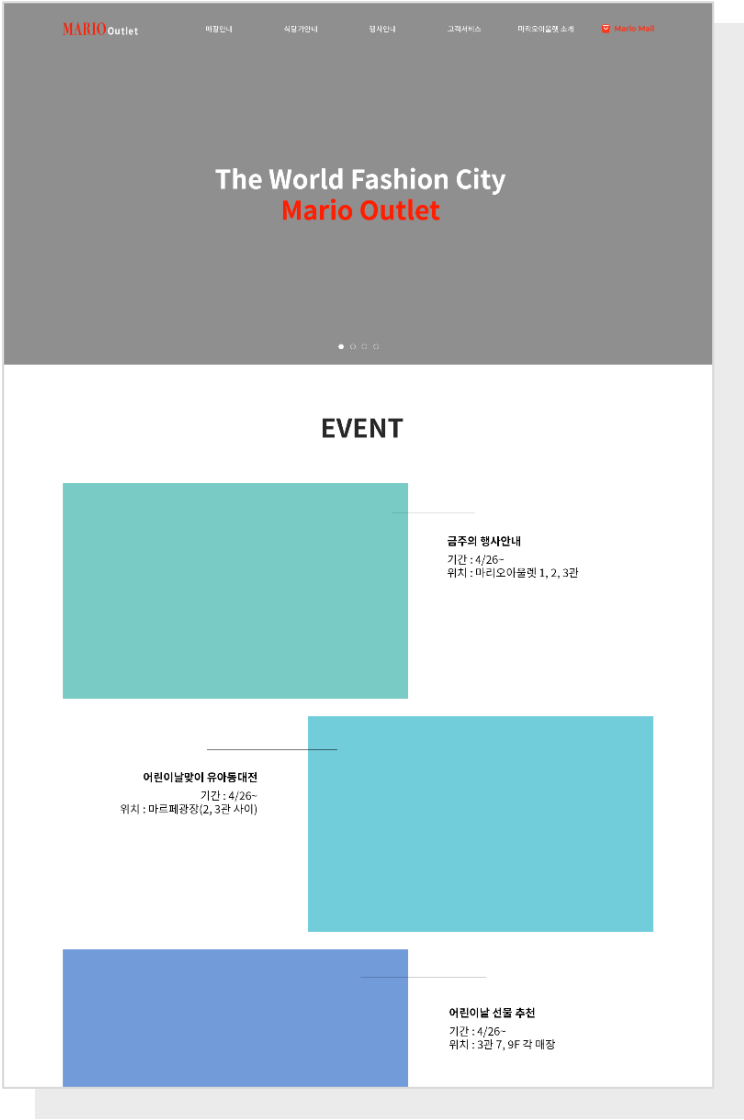 MARIO Outlet
매장안내
식당가안내
행사안내
고객서비스
마리오아울렛 소개
Mario Mall
The World Fashion City
Mario Outlet
EVENT
금주의 행사안내
기간 : 4/26~
위치 : 마리오아울렛 1, 2, 3관
어린이날맞이 유아동대전
기간 : 4/26~
위치 : 마르페광장(2, 3관 사이)
어린이날 선물 추천
기간 : 4/26~
위치 : 3관 7, 9F 각 매장